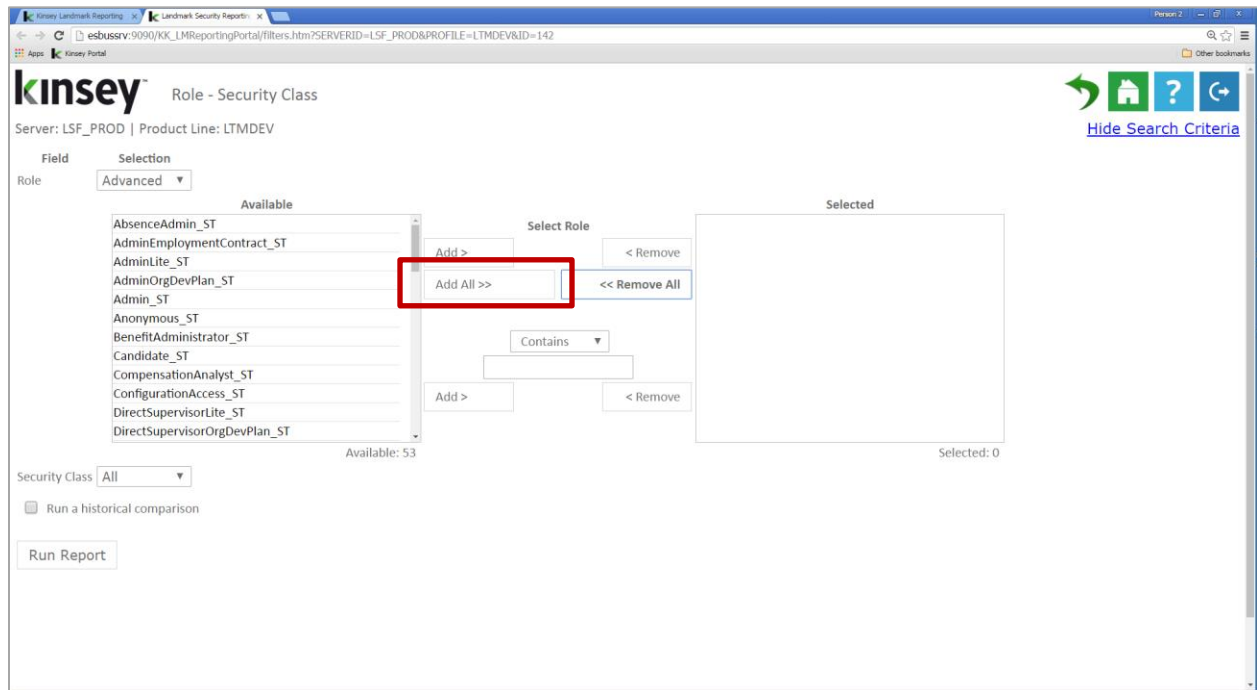 Kinsey Landmark Reporting
Landmark Security Reportin
Person 2
esbussrv:9090/KK_LMReportingPortal/filters.htm?SERVERID=LSF_PROD&PROFILE=LTMDEV&ID=142
Apps Kinsey Portal
Other bookmarks
kinsey Role - Security Class
Server: LSF_PROD | Product Line: LTMDEV
Hide Search Criteria
Field Selection
Role Advanced
Available
Selected
AbsenceAdmin_ST
AdminEmploymentContract_ST
AdminLite_ST
AdminOrgDevPlan_ST
Admin_ST
Anonymous_ST
BenefitAdministrator_ST
Candidate_ST
CompensationAnalyst_ST
ConfigurationAccess_ST
DirectSupervisorLite_ST
DirectSupervisorOrgDevPlan_ST
Available: 53
Select Role
Add > < Remove
Add All >> << Remove All
Contains
Add > < Remove
Selected: 0
Security Class All
Run a historical comparison
Run Report